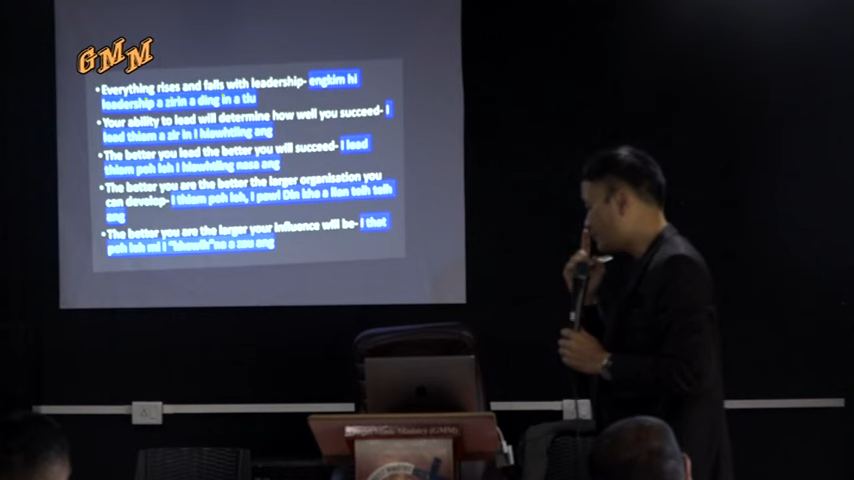 GMM
• Everything rises and falls with leadership- engkim hi
leadership a zirin a ding in a tlu
• Your ability to lead will determine how well you succeed- I
lead thiam a zir in I hlawhtling ang
• The better you lead the better you will succeed- I lead
thiam poh leh I hlawhtling nasa ang
• The better you are the better the larger organisation you
can develop- I thiam poh leh, I pawl Din kha a lian telh telh
ang
• The better you are the larger your influence will be- I that
poh leh mi I "hhawih"na a sau ang
Ministry (GMM)